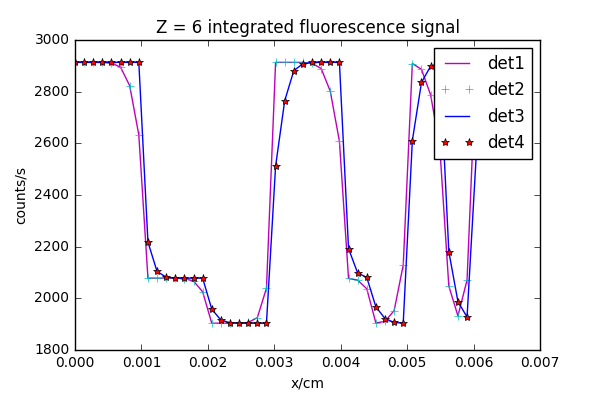 Z = 6 integrated fluorescence signal
counts/s
3000
2800
2600
2400
2200
2000
1800
det1
det2
det3
det4
0.000 0.001 0.002 0.003 0.004 0.005 0.006 0.007
x/cm